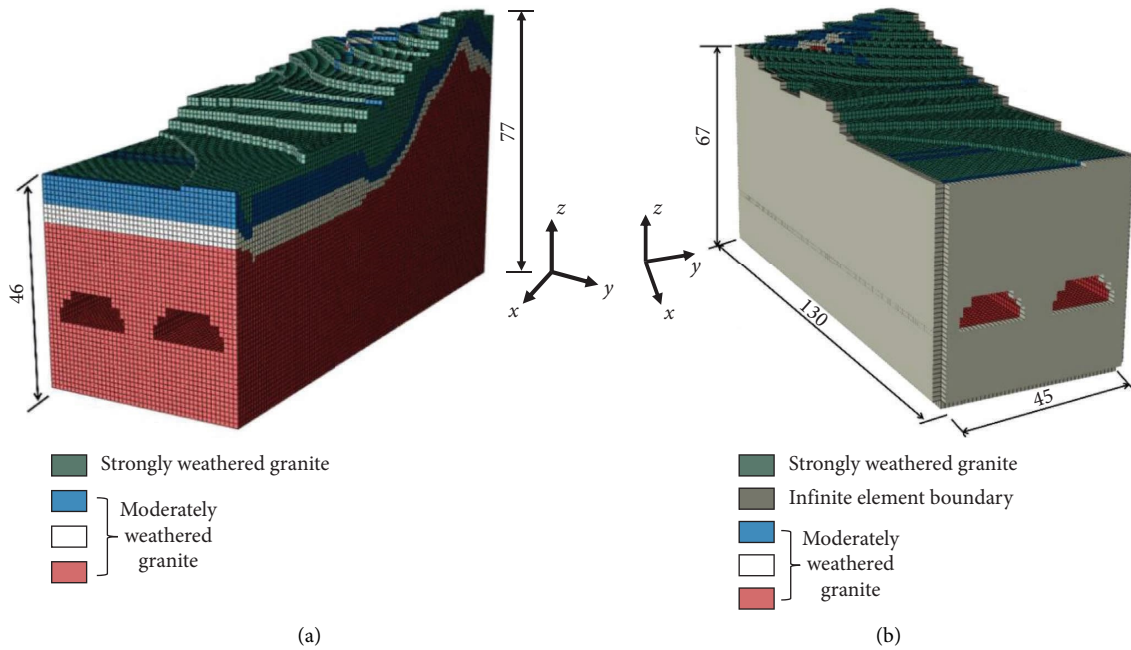 46
77
z
y
x
Strongly weathered granite
Moderately
weathered
granite
(a)
67
z
y
x
130
45
Strongly weathered granite
Infinite element boundary
Moderately
weathered
granite
(b)